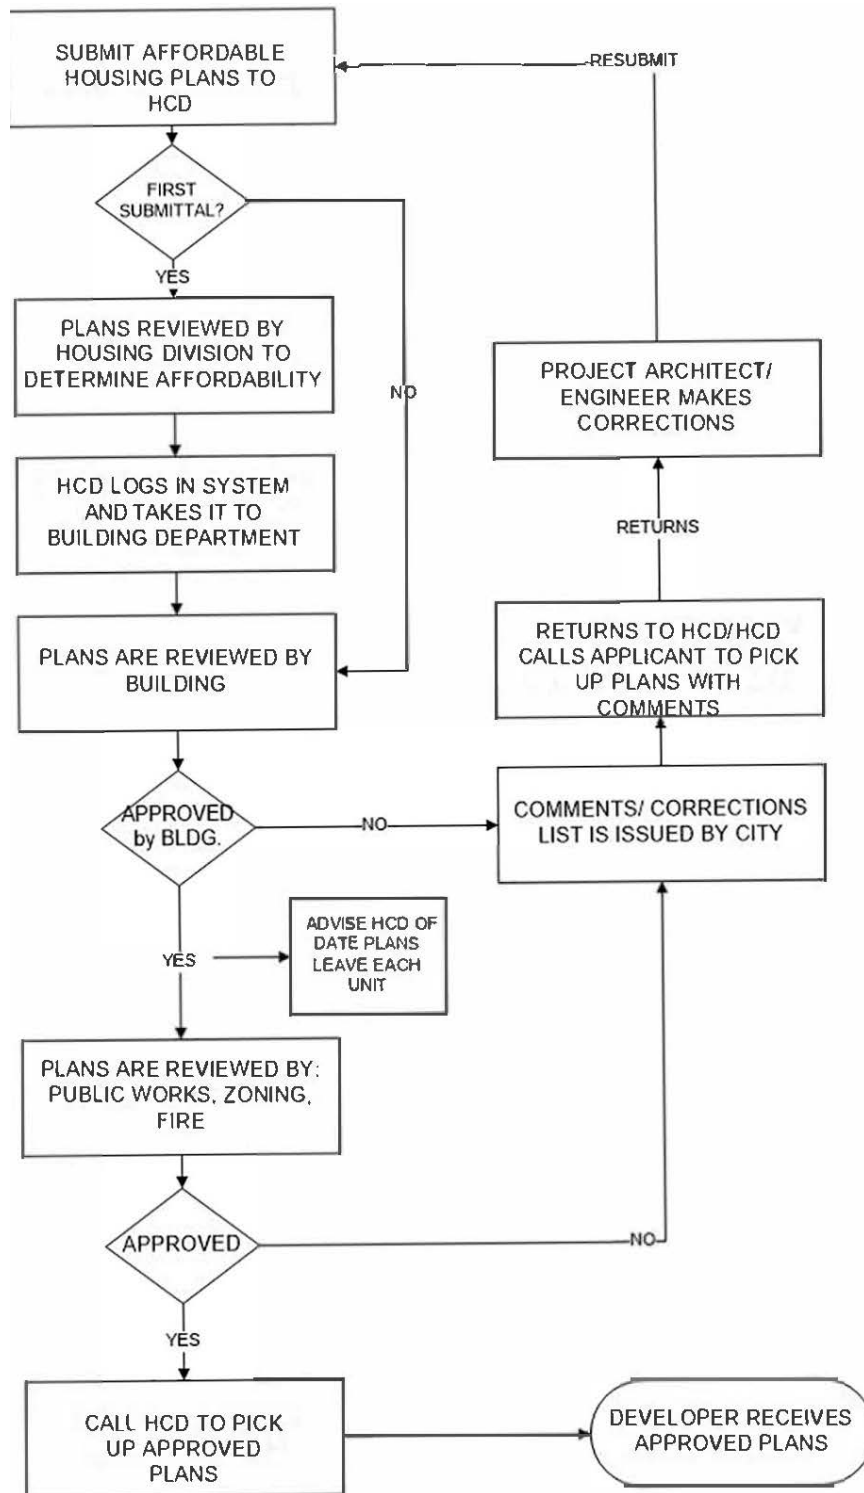 SUBMIT AFFORDABLE
HOUSING PLANS TO
HCD
RESUBMIT
FIRST
SUBMITTAL?
YES
NO
PLANS REVIEWED BY
HOUSING DIVISION TO
DETERMINE AFFORDABILITY
HCD LOGS IN SYSTEM
AND TAKES IT TO
BUILDING DEPARTMENT
PLANS ARE REVIEWED BY
BUILDING
APPROVED
by BLDG.
NO
YES
ADVISE HCD OF
DATE PLANS
LEAVE EACH
UNIT
PLANS ARE REVIEWED BY:
PUBLIC WORKS, ZONING,
FIRE
APPROVED
NO
YES
CALL HCD TO PICK
UP APPROVED
PLANS
DEVELOPER RECEIVES
APPROVED PLANS
COMMENTS/ CORRECTIONS
LIST IS ISSUED BY CITY
RETURNS TO HCD/HCD
CALLS APPLICANT TO PICK
UP PLANS WITH
COMMENTS
RETURNS
PROJECT ARCHITECT/
ENGINEER MAKES
CORRECTIONS